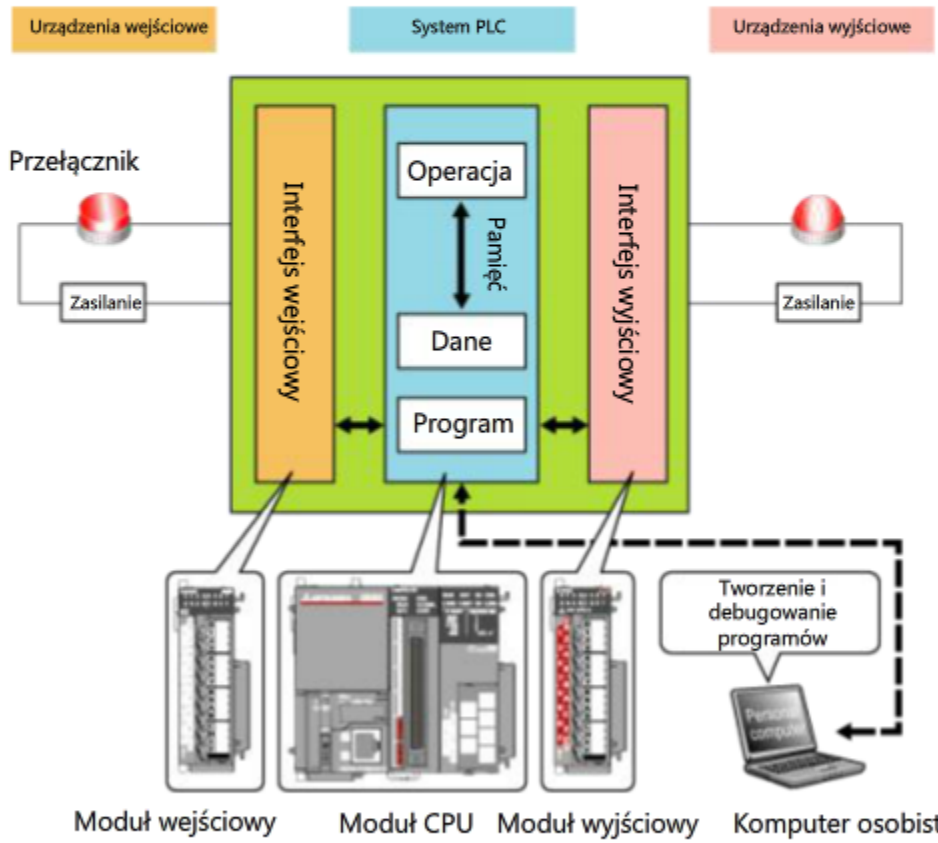 Urządzenia wejściowe
System PLC
Urządzenia wyjściowe
Przełącznik
Zasilanie
Interfejs wejściowy
Operacja
Pamięć
Dane
Program
Interfejs wyjściowy
Zasilanie
Tworzenie i
debugowanie
programów
Personal
computer
Moduł wejściowy
Moduł CPU
Moduł wyjściowy
Komputer osobist